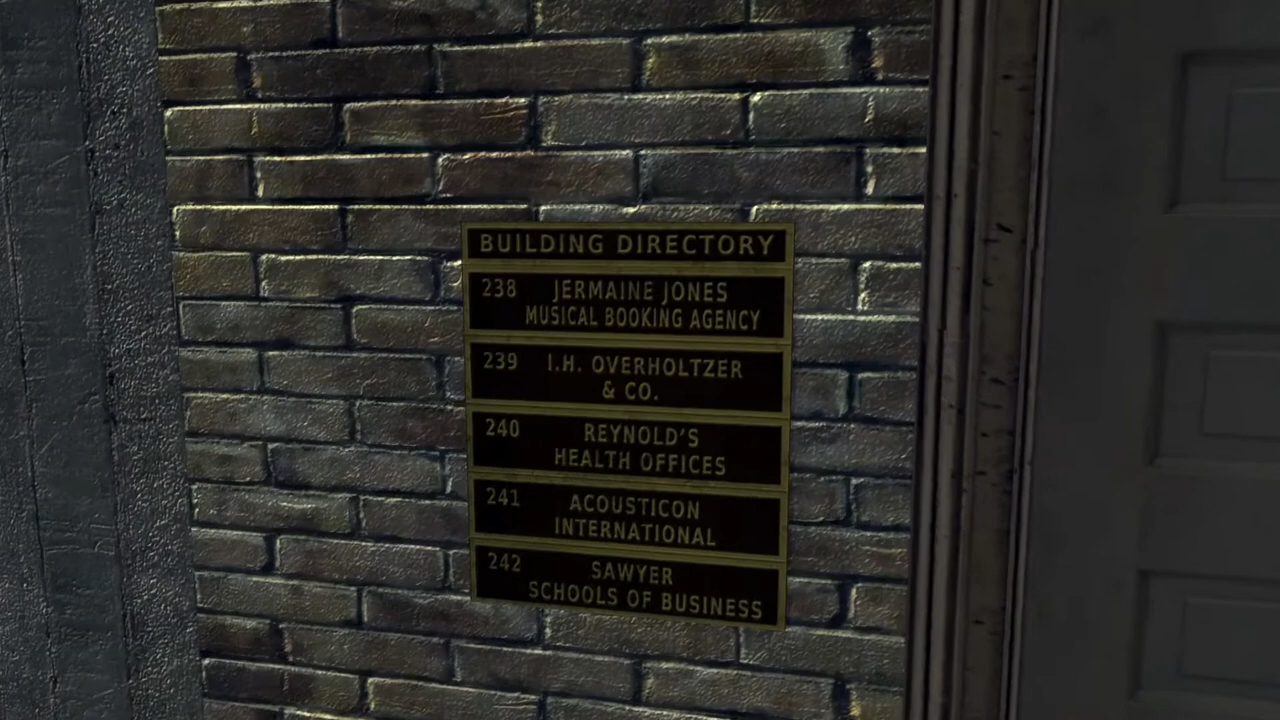 BUILDING DIRECTORY
238 JERMAINE JONES
MUSICAL BOOKING AGENCY
239 I.H. OVERHOLTZER
& CO.
240 REYNOLD'S
HEALTH OFFICES
241 ACOUSTICON
INTERNATIONAL
242 SAWYER
SCHOOLS OF BUSINESS